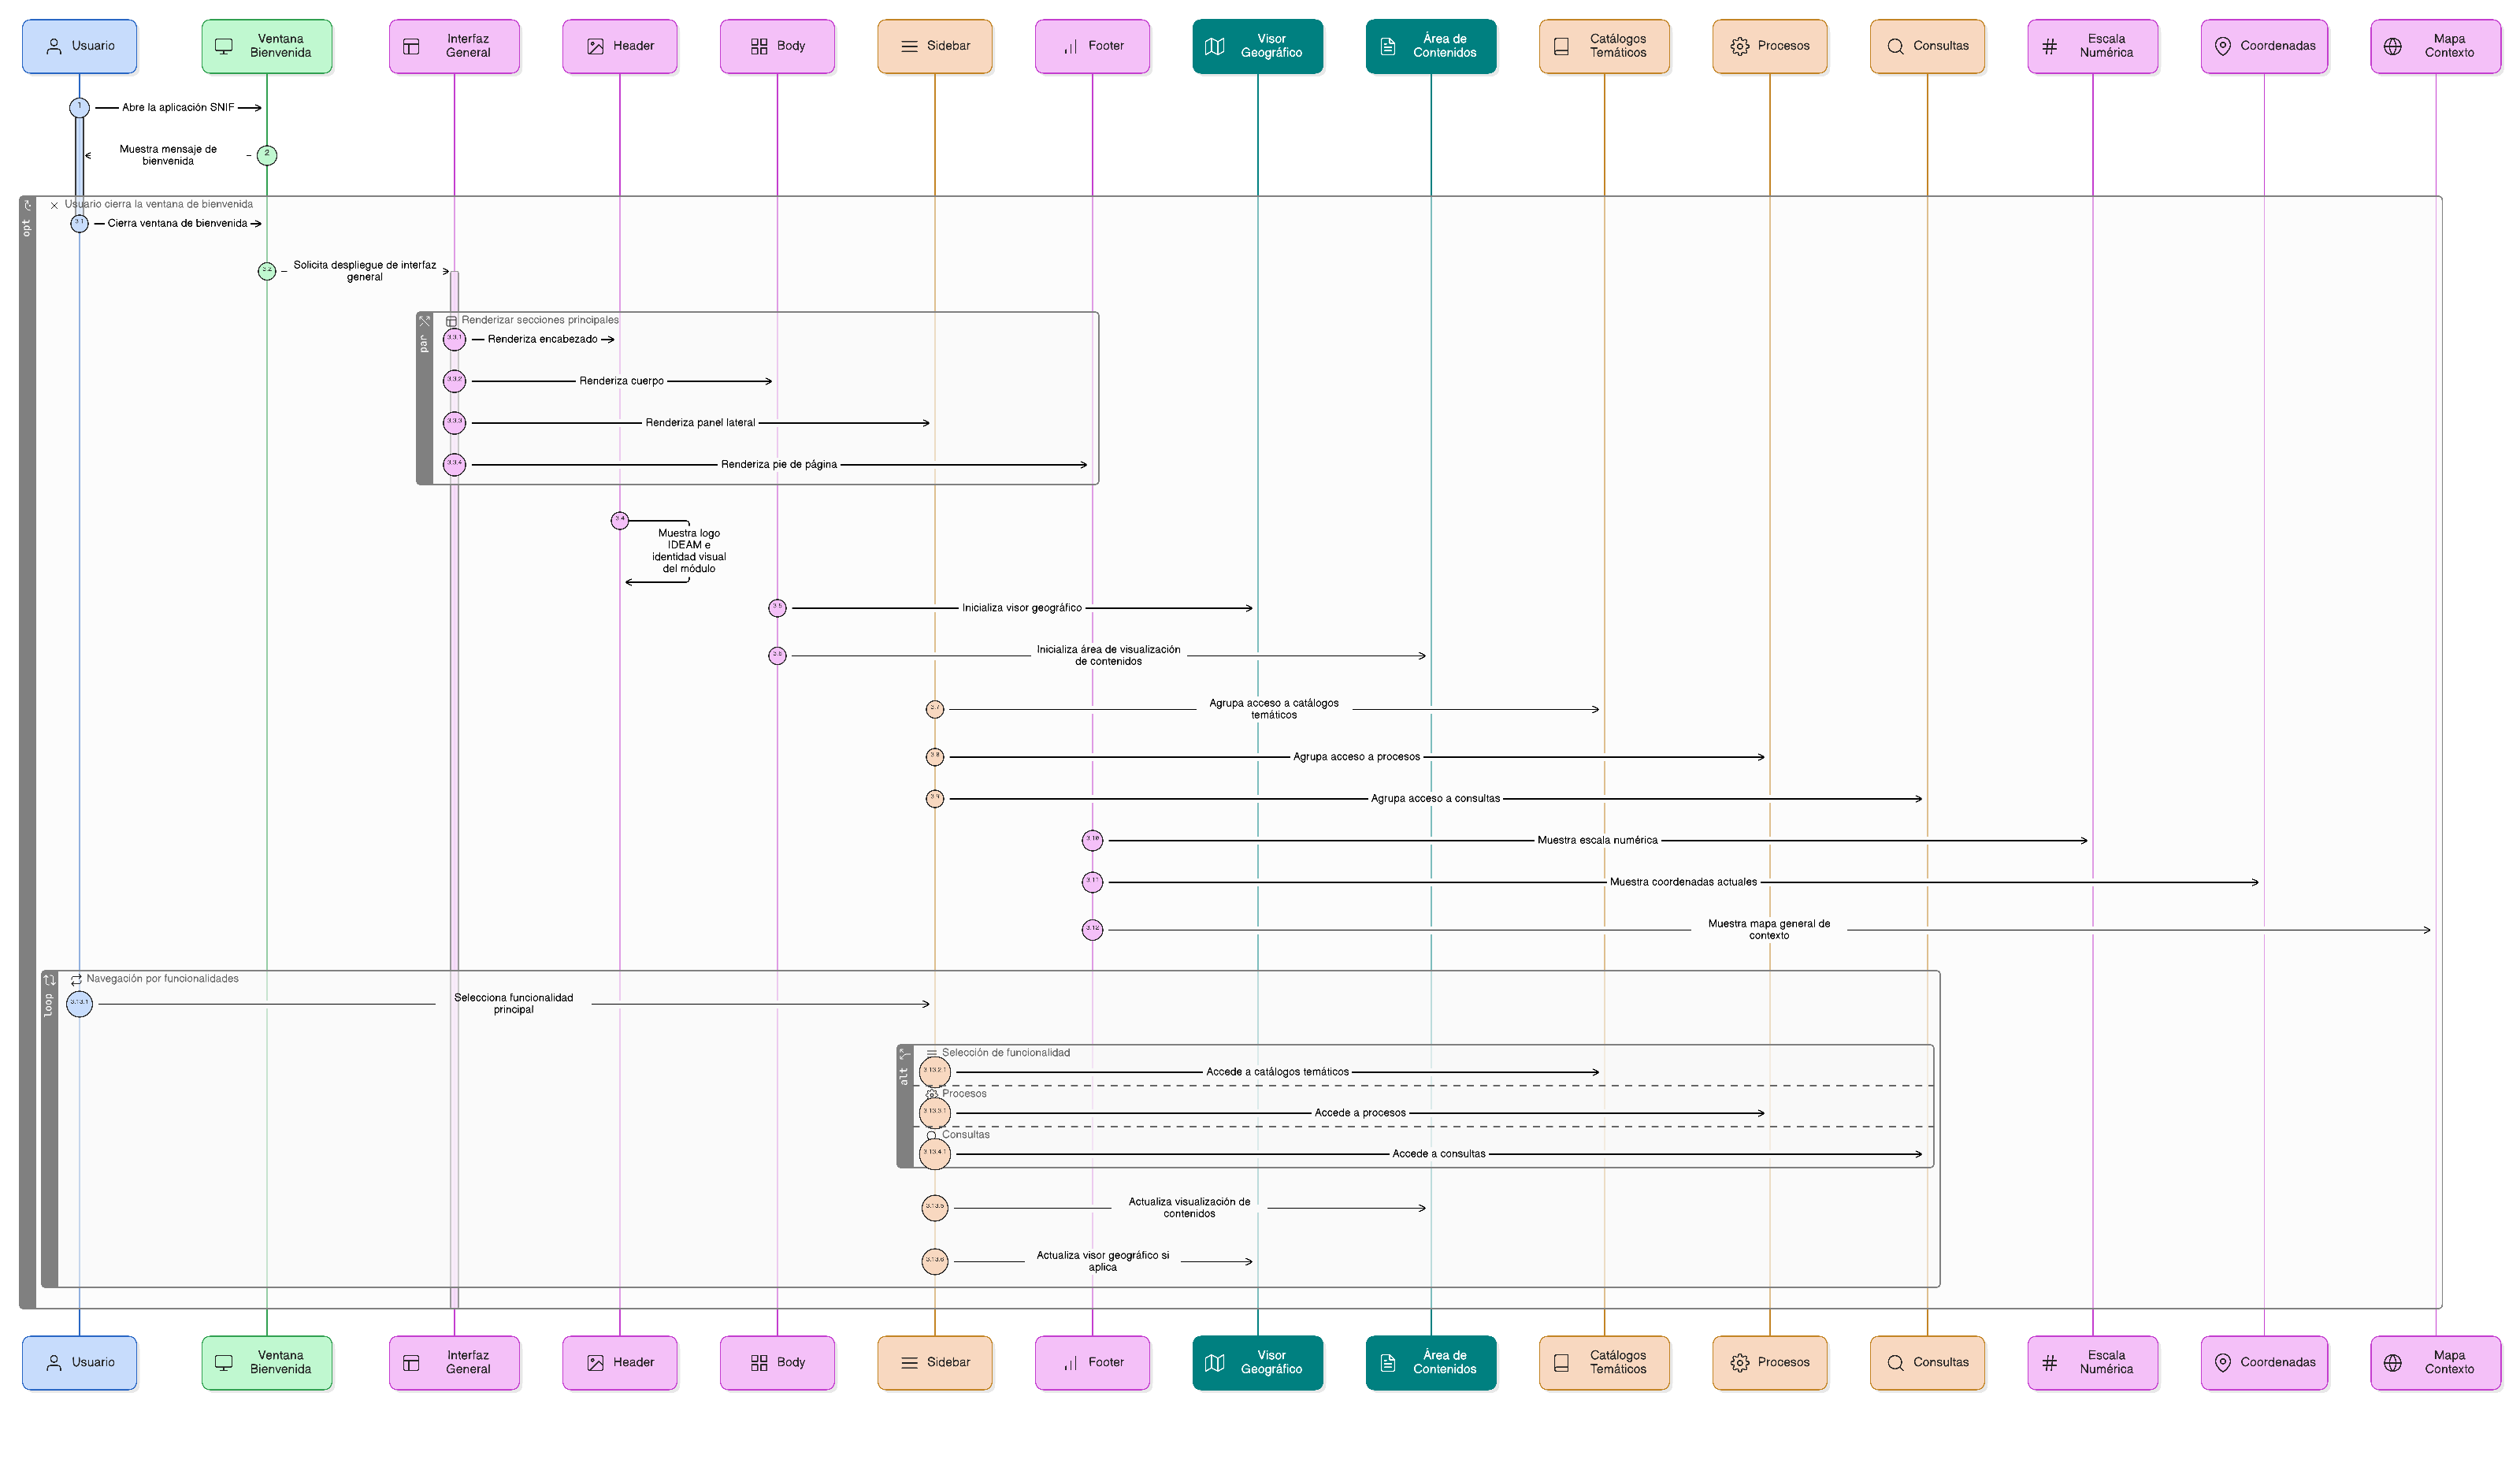 Usuario
Ventana
Bienvenida
Interfaz
General
Header
Body
Sidebar
Footer
Visor
Geográfico
Área de
Contenidos
Catálogos
Temáticos
Procesos
Consultas
Escala
Numérica
Coordenadas
Mapa
Contexto
1
Abre la aplicación SNIF
Muestra mensaje de
bienvenida
2
opt
Usuario cierra la ventana de bienvenida
3.1
Cierra ventana de bienvenida
3.2
Solicita despliegue de interfaz
general
par
Renderizar secciones principales
3.3.1
Renderiza encabezado
3.3.2
Renderiza cuerpo
3.3.3
Renderiza panel lateral
3.3.4
Renderiza pie de página
3.4
Muestra logo
IDEAM e
identidad visual
del módulo
3.5
Inicializa visor geográfico
Inicializa área de visualización
de contenidos
3.7
Agrupa acceso a catálogos
temáticos
3.8
Agrupa acceso a procesos
3.9
Agrupa acceso a consultas
3.10
Muestra escala numérica
3.11
Muestra coordenadas actuales
3.12
Muestra mapa general de
contexto
loop
Navegación por funcionalidades
3.13.1
Selecciona funcionalidad
principal
alt
Selección de funcionalidad
3.13.2.1
Accede a catálogos temáticos
Procesos
3.13.3.1
Accede a procesos
Consultas
3.13.4.1
Accede a consultas
3.13.5
Actualiza visualización de
contenidos
3.13.6
Actualiza visor geográfico si
aplica
Usuario
Ventana
Bienvenida
Interfaz
General
Header
Body
Sidebar
Footer
Visor
Geográfico
Área de
Contenidos
Catálogos
Temáticos
Procesos
Consultas
Escala
Numérica
Coordenadas
Mapa
Contexto